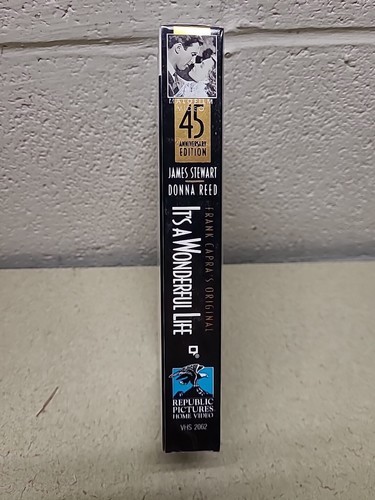 45
ANNIVERSARY
EDITION
JAMES STEWART
DONNA REED
FRANK CAPRA'S ORIGINAL
IT'S A WONDERFUL LIFE
REPUBLIC
PICTURES
HOME VIDEO
VHS 2062